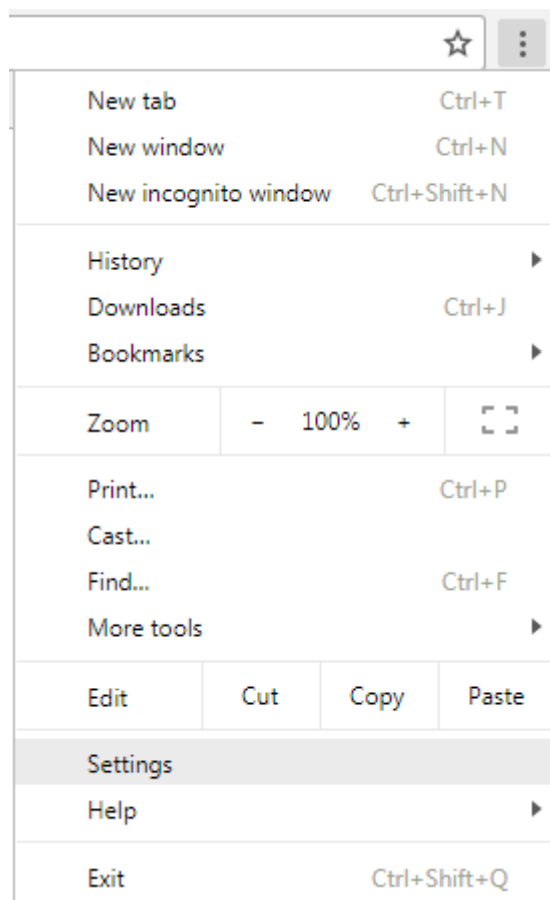 New tab Ctrl+T
New window Ctrl+N
New incognito window Ctrl+Shift+N
History
Downloads Ctrl+J
Bookmarks
Zoom - 100% +
Print... Ctrl+P
Cast...
Find... Ctrl+F
More tools
Edit Cut Copy Paste
Settings
Help
Exit Ctrl+Shift+Q